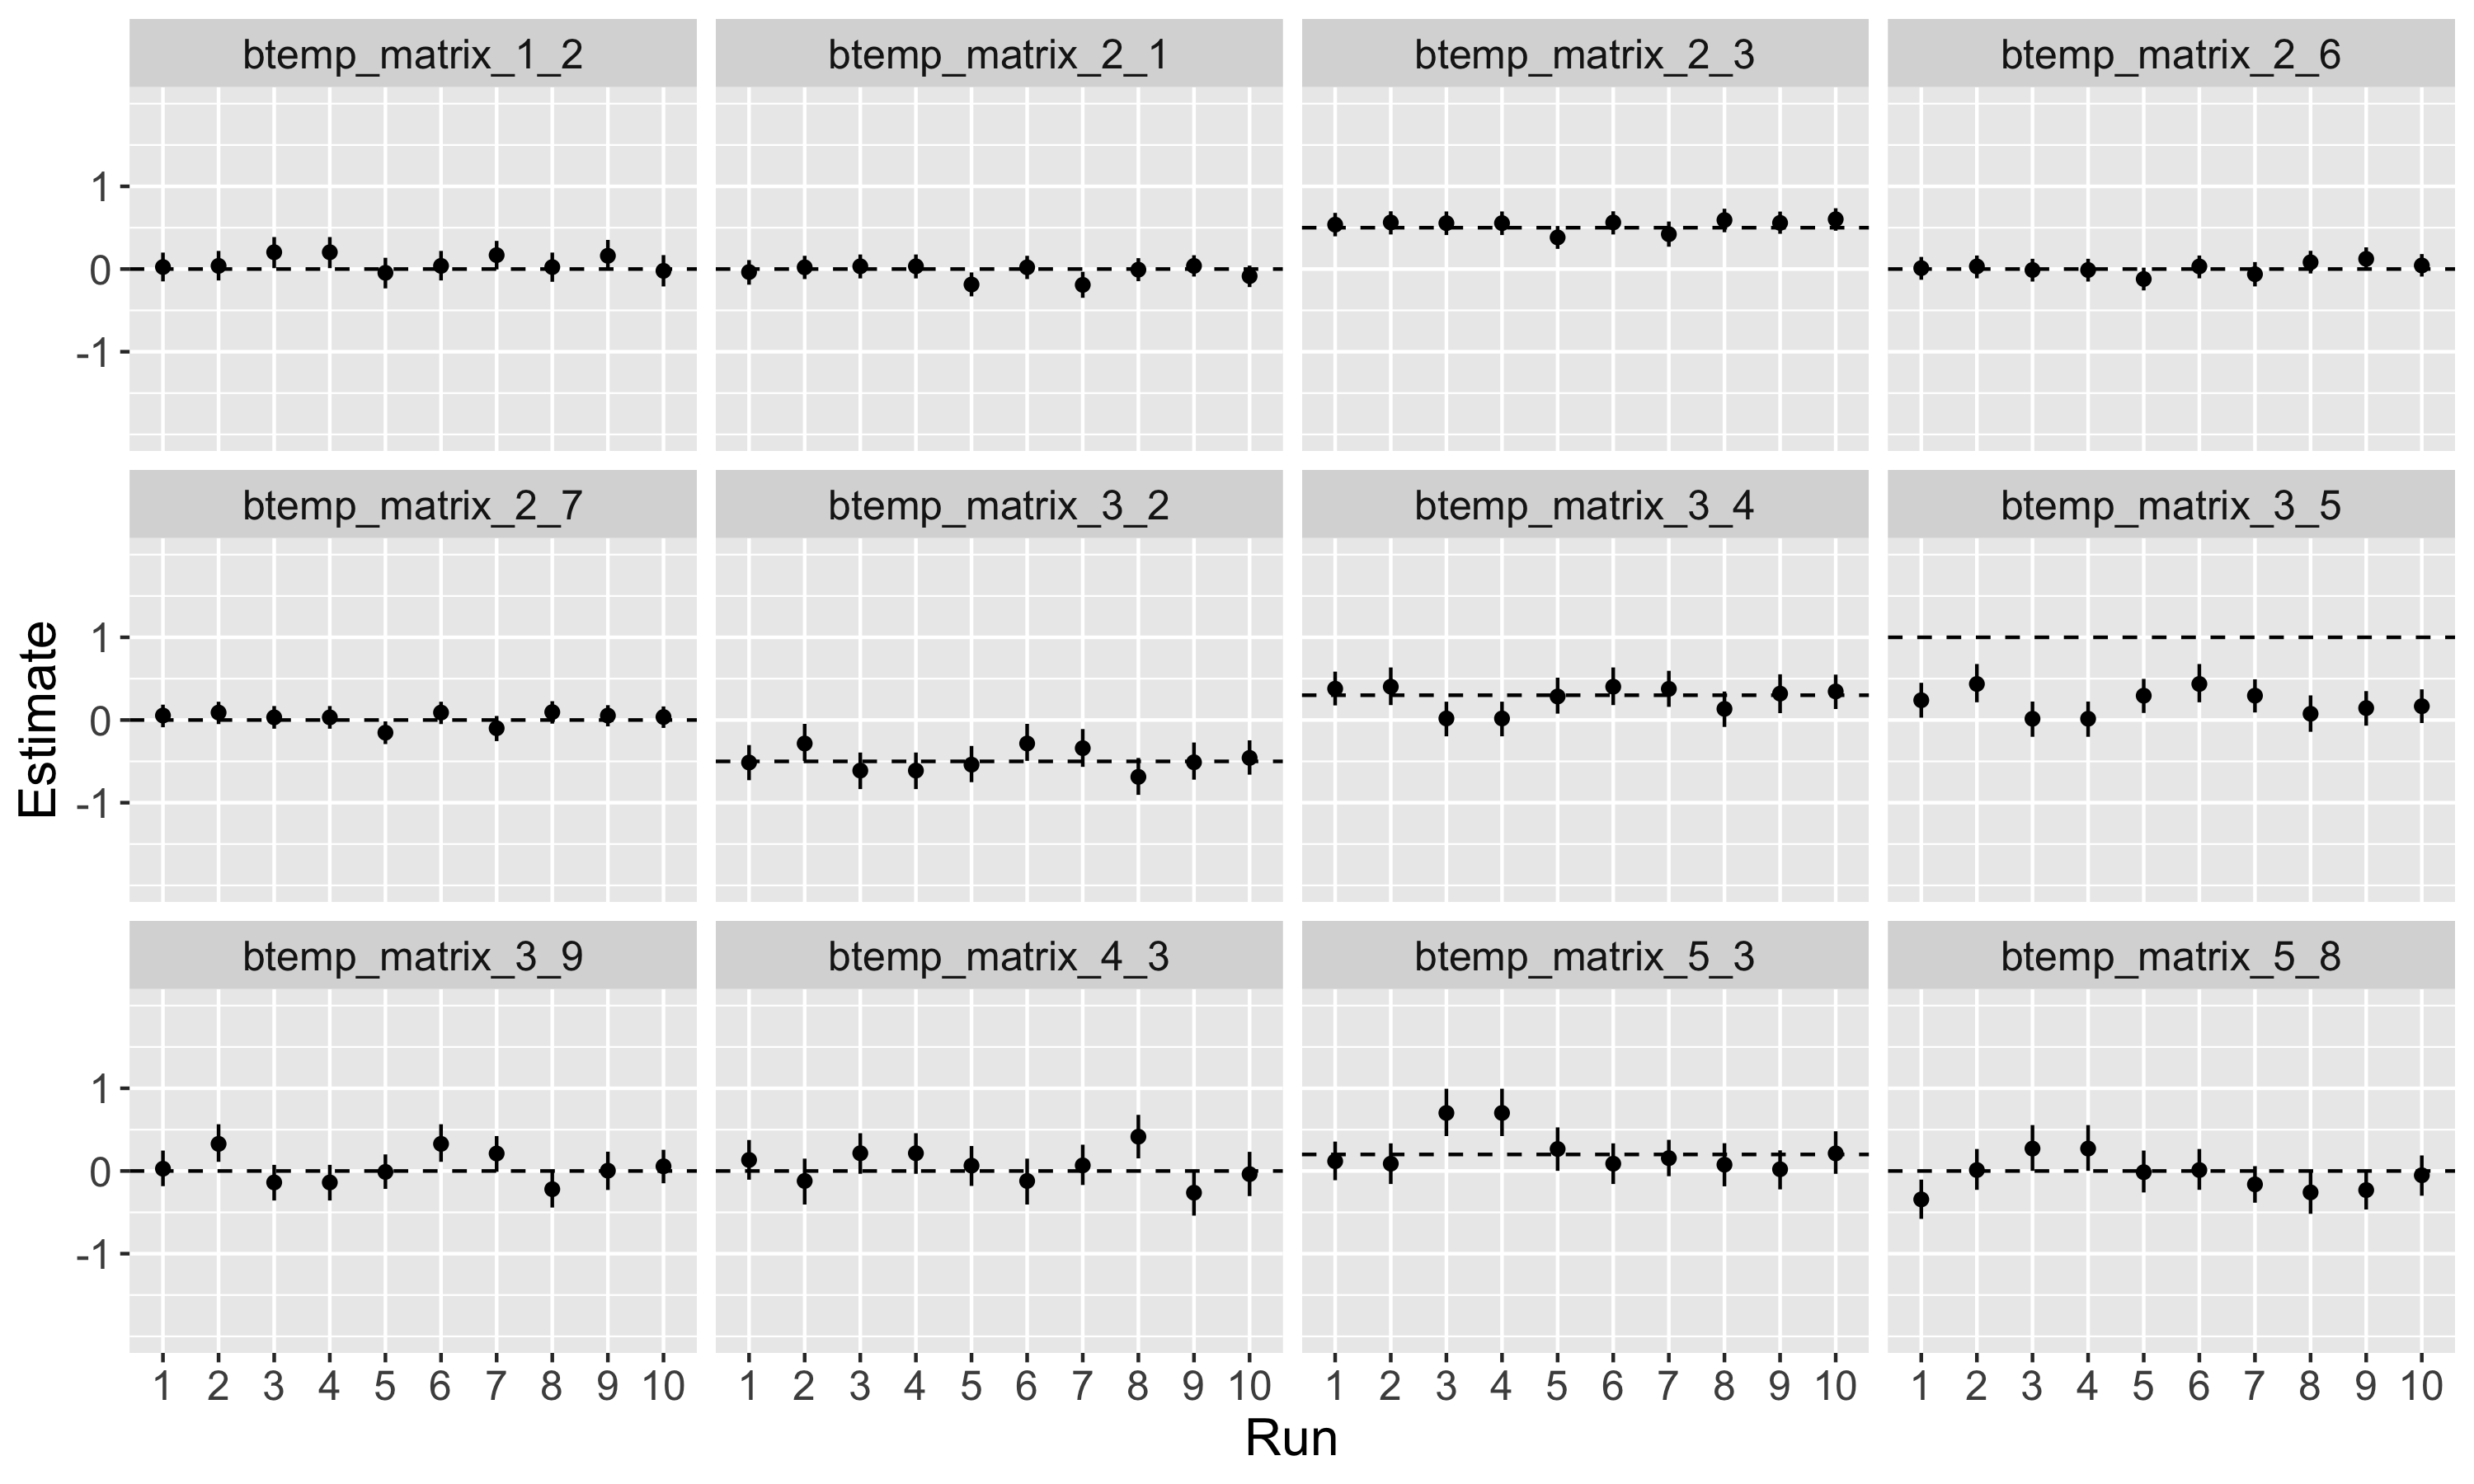 btemp_matrix_1_2 btemp_matrix_2_1 btemp_matrix_2_3 btemp_matrix_2_6
1
0
-1
btemp_matrix_2_7 btemp_matrix_3_2 btemp_matrix_3_4 btemp_matrix_3_5
Estimate
1
0
-1
btemp_matrix_3_9 btemp_matrix_4_3 btemp_matrix_5_3 btemp_matrix_5_8
1
0
-1
1 2 3 4 5 6 7 8 9 10 1 2 3 4 5 6 7 8 9 10 1 2 3 4 5 6 7 8 9 10 1 2 3 4 5 6 7 8 9 10
Run